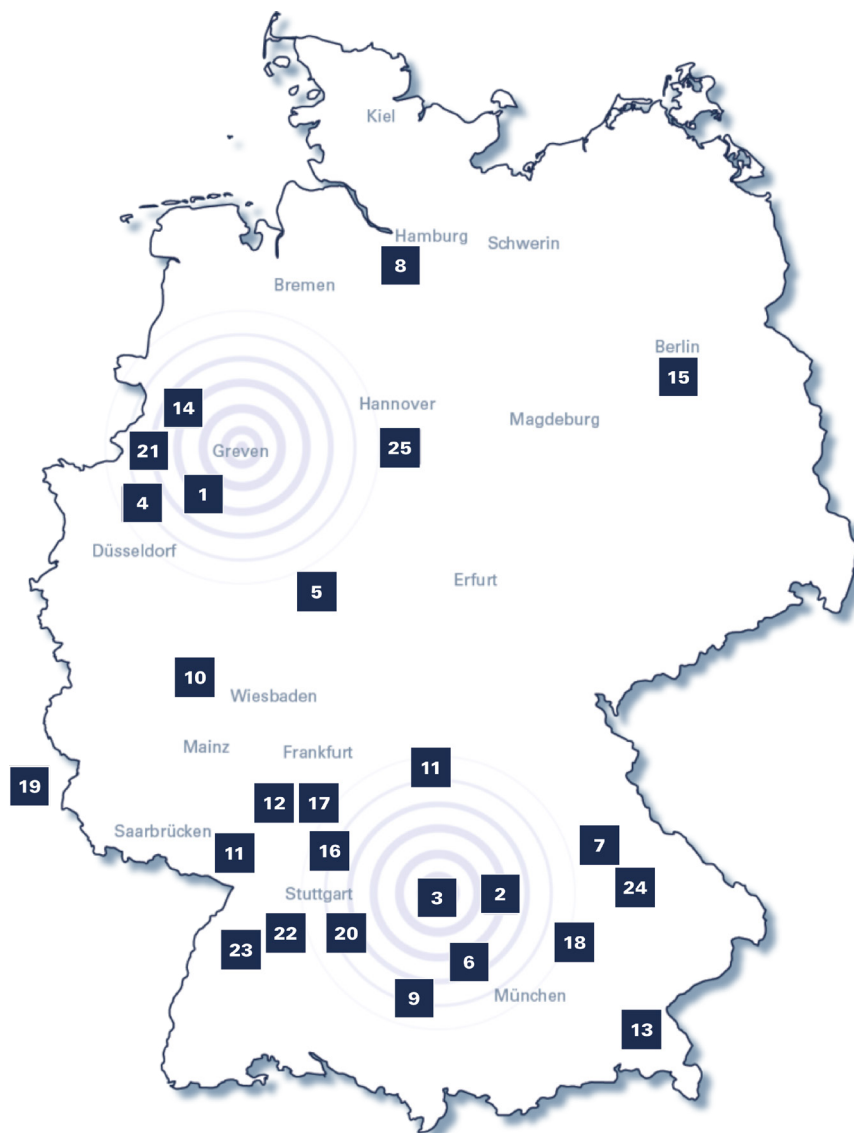 Kiel
Hamburg
Schwerin
8
Bremen
Berlin
15
14
Hannover
Magdeburg
21
Greven
25
4
1
Düsseldorf
5
Erfurt
10
Wiesbaden
Mainz
Frankfurt
11
19
12
17
Saarbrücken
11
16
7
24
Stuttgart
3
2
23
22
20
18
6
9
München
13